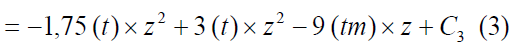 = −1,75 (t) × z² + 3 (t) × z² − 9 (tm) × z + C₃ (3)